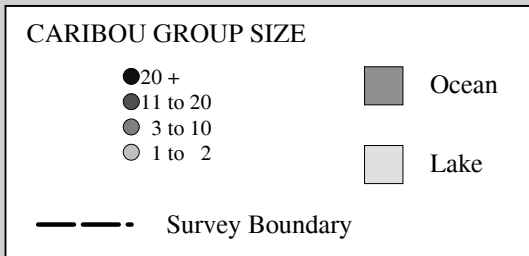 CARIBOU GROUP SIZE
20 +
11 to 20
3 to 10
1 to 2
Ocean
Lake
Survey Boundary